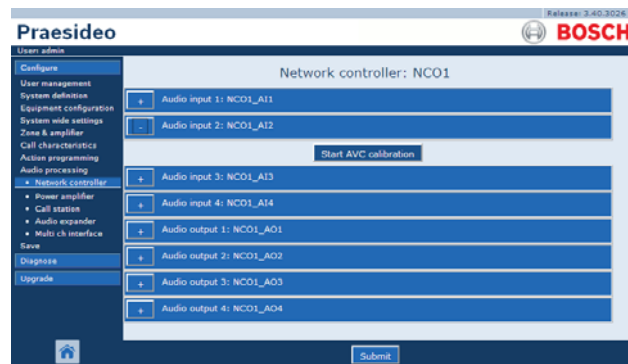 Release: 3.40.3026
Praesideo
BOSCH
User: admin
Configure
User management
System definition
Equipment configuration
System wide settings
Zone & amplifier
Call characteristics
Action programming
Audio processing
• Network controller
• Power amplifier
• Call station
• Audio expander
• Multi ch interface
Save
Diagnose
Upgrade
Network controller: NCO1
+ Audio input 1: NCO1_AI1
- Audio input 2: NCO1_AI2
Start AVC calibration
+ Audio input 3: NCO1_AI3
+ Audio input 4: NCO1_AI4
+ Audio output 1: NCO1_AO1
+ Audio output 2: NCO1_AO2
+ Audio output 3: NCO1_AO3
+ Audio output 4: NCO1_AO4
Submit